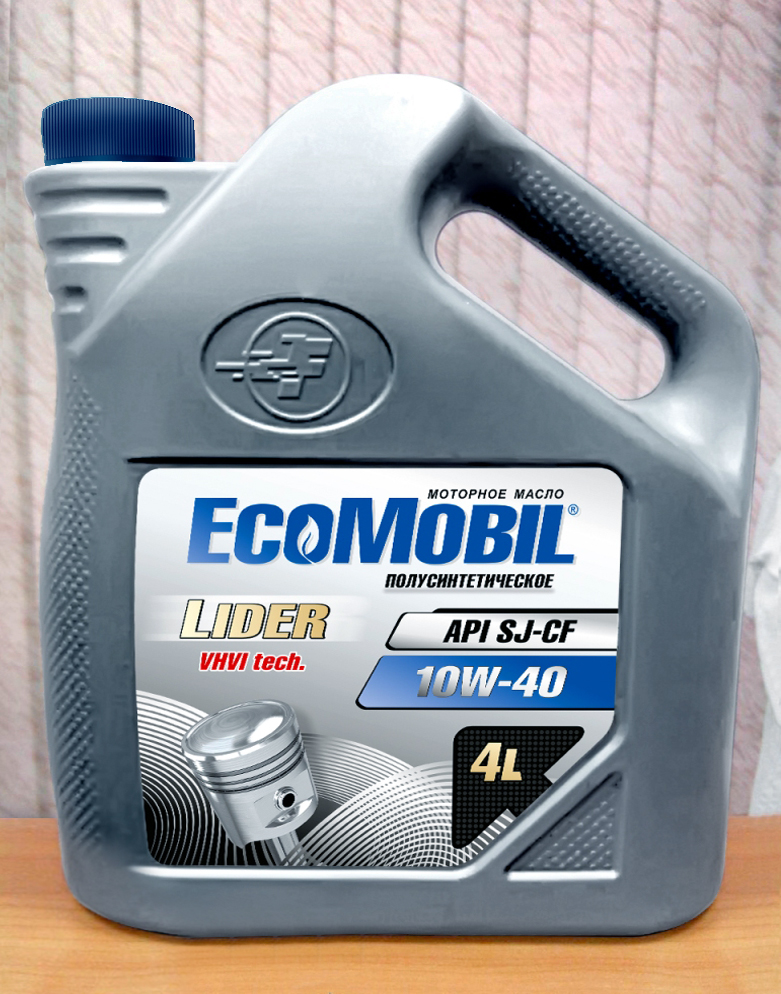 МОТОРНОЕ МАСЛО
ECOMOBIL®
ПОЛУСИНТЕТИЧЕСКОЕ
LIDER
API SJ-CF
VHVI tech.
10W-40
4L